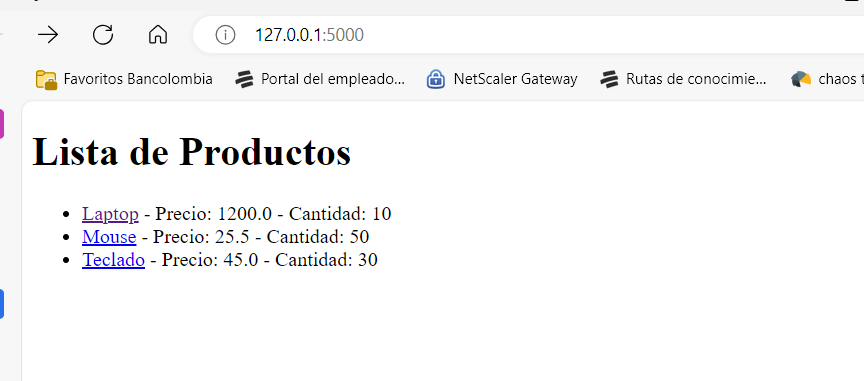 127.0.0.1:5000
Favoritos Bancolombia Portal del empleado... NetScaler Gateway Rutas de conocimie... chaos
Lista de Productos
Laptop - Precio: 1200.0 - Cantidad: 10
Mouse - Precio: 25.5 - Cantidad: 50
Teclado - Precio: 45.0 - Cantidad: 30